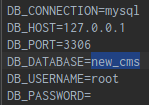 DB_CONNECTION=mysql
DB_HOST=127.0.0.1
DB_PORT=3306
DB_DATABASE=new_cms
DB_USERNAME=root
DB_PASSWORD=